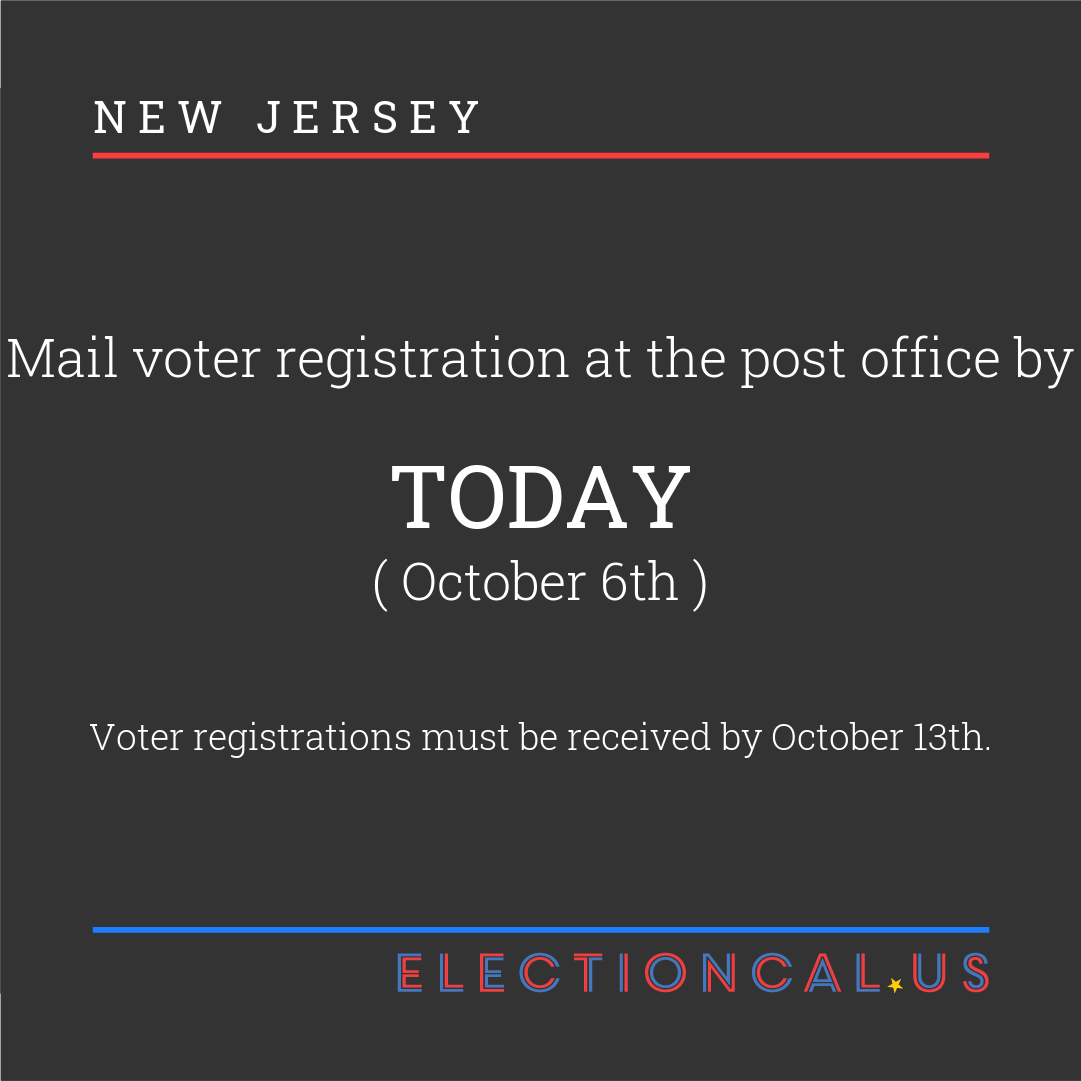 NEW JERSEY
Mail voter registration at the post office by
TODAY
( October 6th )
Voter registrations must be received by October 13th.
ELECTIONCAL.US